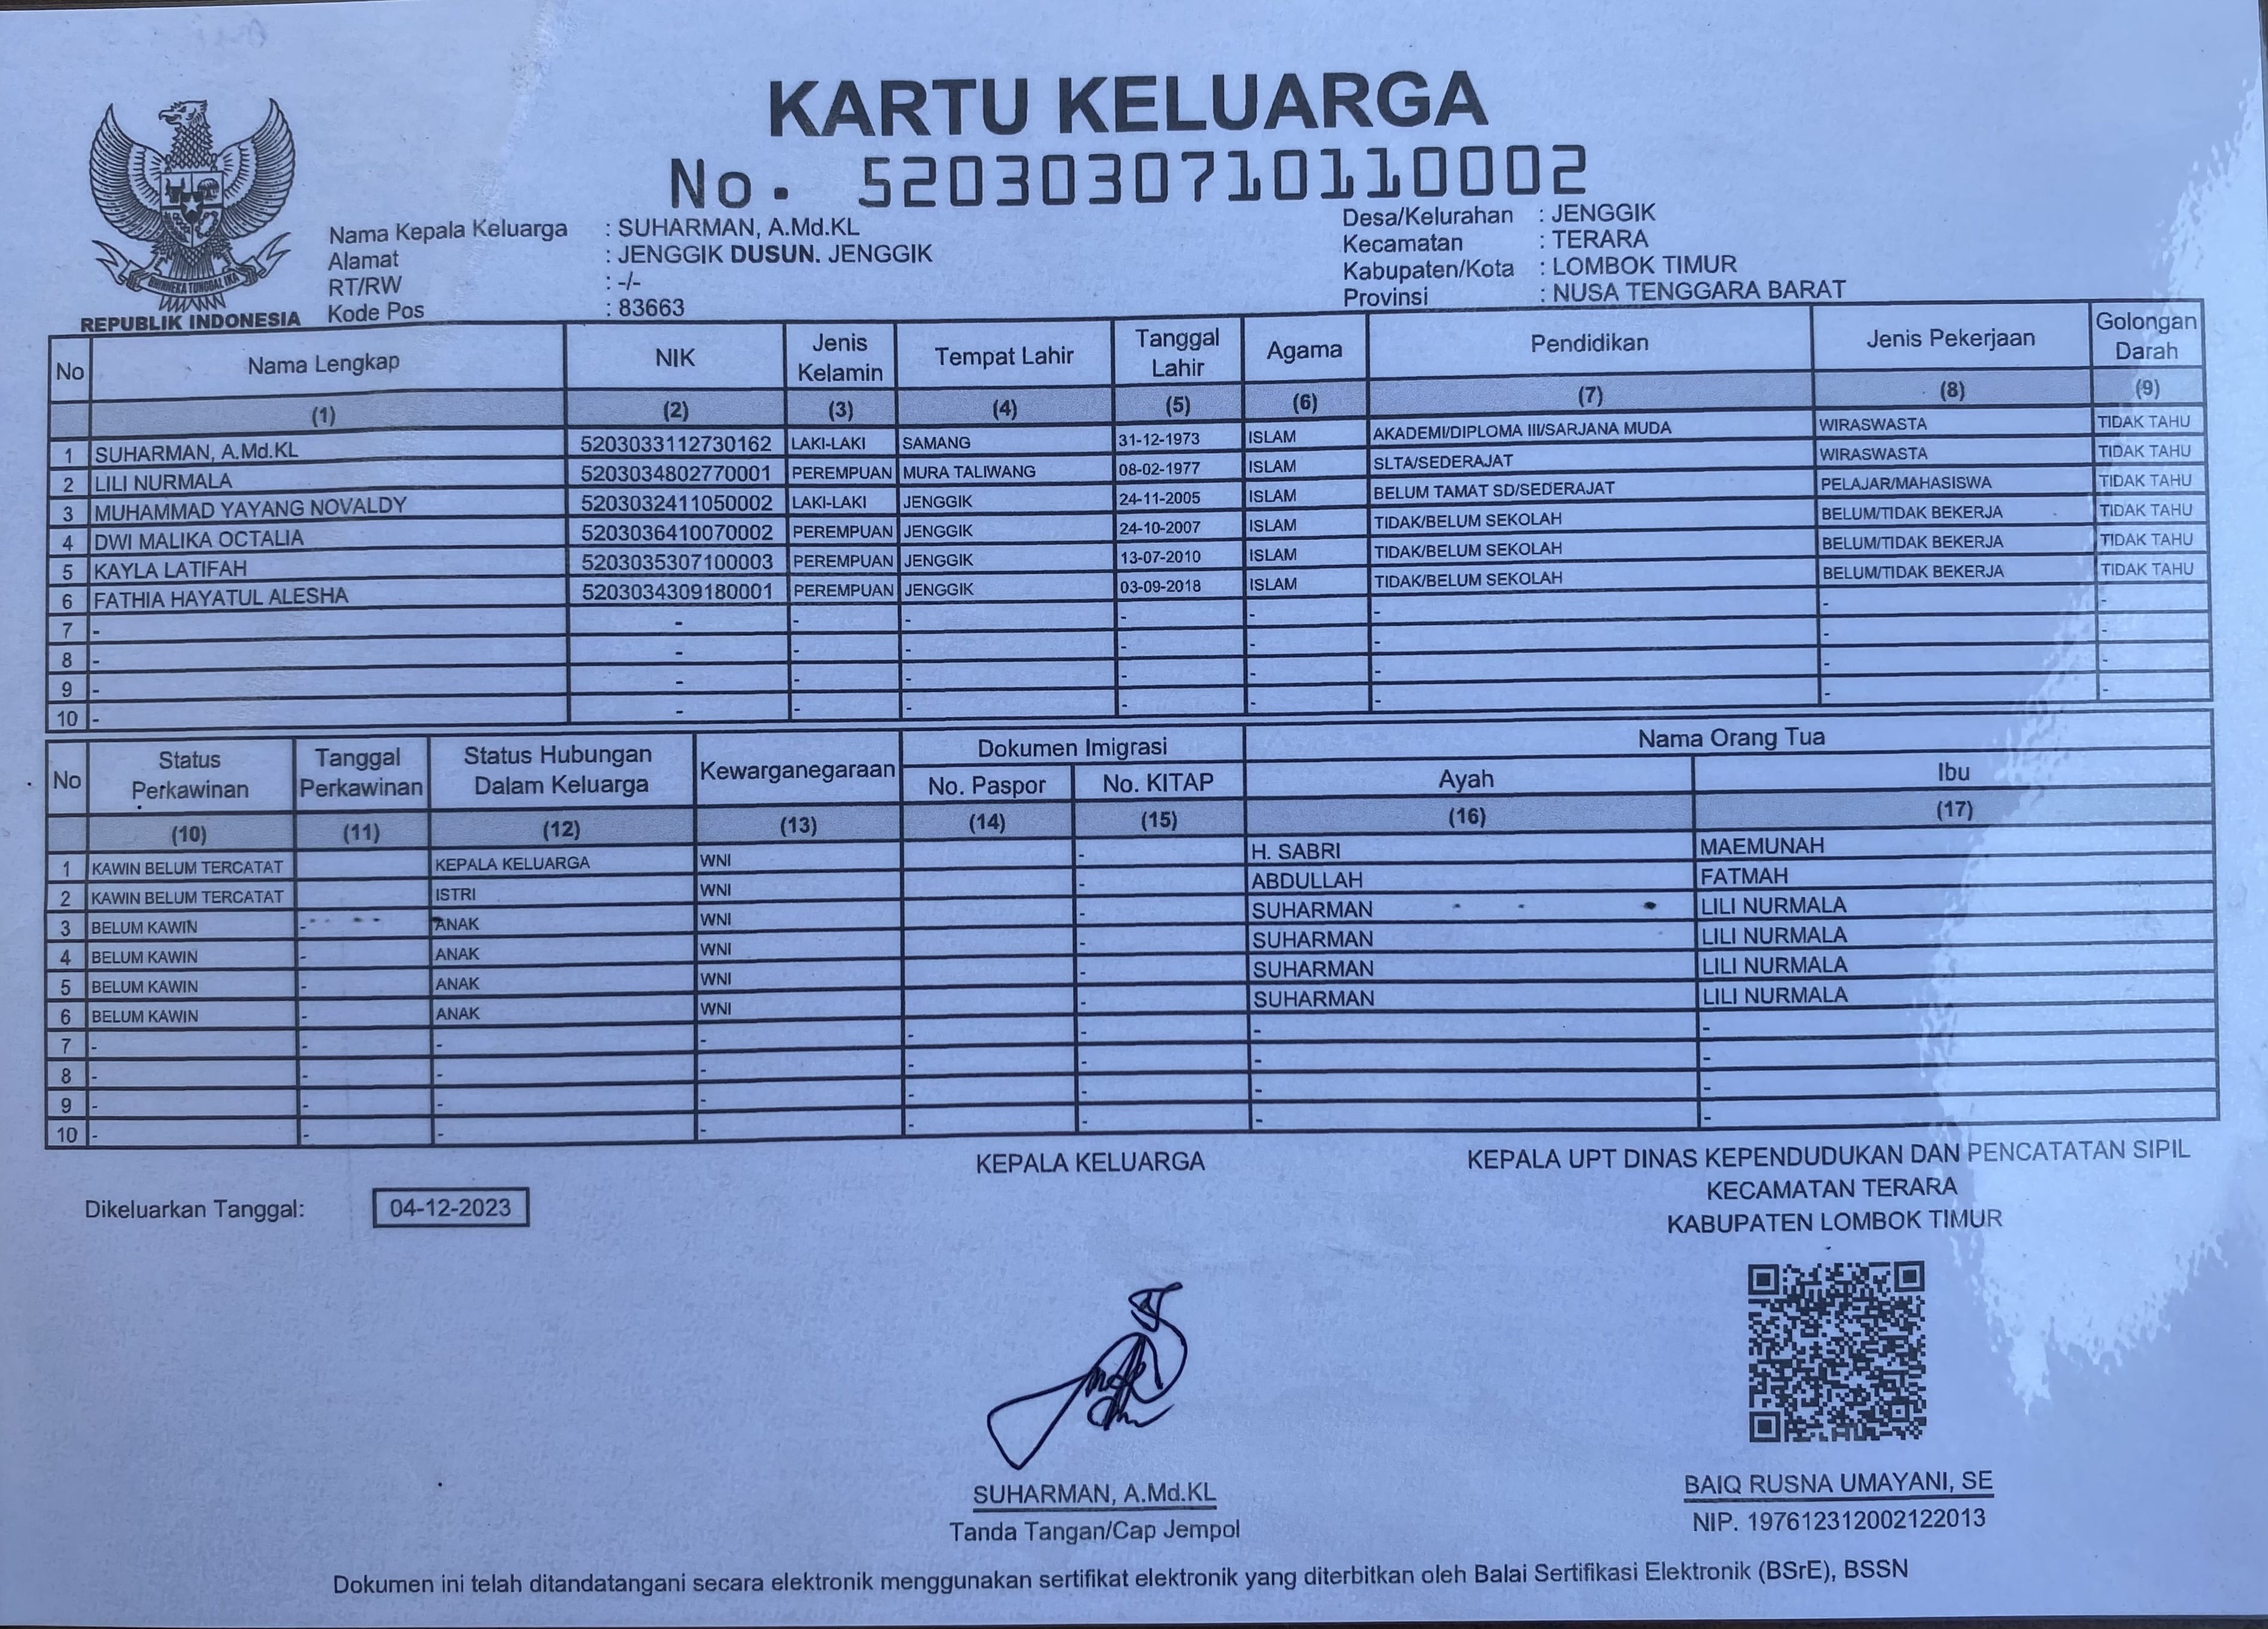 KARTU KELUARGA
No. 5203030710110002
BHINNEKA TUNGGAL IKA
REPUBLIK INDONESIA
Nama Kepala Keluarga : SUHARMAN, A.Md.KL
Alamat : JENGGIK DUSUN. JENGGIK
RT/RW : -/-
Kode Pos : 83663
Desa/Kelurahan : JENGGIK
Kecamatan : TERARA
Kabupaten/Kota : LOMBOK TIMUR
Provinsi : NUSA TENGGARA BARAT
No Nama Lengkap NIK Jenis Kelamin Tempat Lahir Tanggal Lahir Agama Pendidikan Jenis Pekerjaan Golongan Darah
(1) (2) (3) (4) (5) (6) (7) (8) (9)
1 SUHARMAN, A.Md.KL 5203033112730162 LAKI-LAKI SAMANG 31-12-1973 ISLAM AKADEMI/DIPLOMA III/SARJANA MUDA WIRASWASTA TIDAK TAHU
2 LILI NURMALA 5203034802770001 PEREMPUAN MURA TALIWANG 08-02-1977 ISLAM SLTA/SEDERAJAT WIRASWASTA TIDAK TAHU
3 MUHAMMAD YAYANG NOVALDY 5203032411050002 LAKI-LAKI JENGGIK 24-11-2005 ISLAM BELUM TAMAT SD/SEDERAJAT PELAJAR/MAHASISWA TIDAK TAHU
4 DWI MALIKA OCTALIA 5203036410070002 PEREMPUAN JENGGIK 24-10-2007 ISLAM TIDAK/BELUM SEKOLAH BELUM/TIDAK BEKERJA TIDAK TAHU
5 KAYLA LATIFAH 5203035307100003 PEREMPUAN JENGGIK 13-07-2010 ISLAM TIDAK/BELUM SEKOLAH BELUM/TIDAK BEKERJA TIDAK TAHU
6 FATHIA HAYATUL ALESHA 5203034309180001 PEREMPUAN JENGGIK 03-09-2018 ISLAM TIDAK/BELUM SEKOLAH BELUM/TIDAK BEKERJA TIDAK TAHU
7 - - - - - - - - -
8 - - - - - - - - -
9 - - - - - - - - -
10 - - - - - - - - -
No Status Perkawinan Tanggal Perkawinan Status Hubungan Dalam Keluarga Kewarganegaraan Dokumen Imigrasi Nama Orang Tua
No. Paspor No. KITAP Ayah Ibu
(10) (11) (12) (13) (14) (15) (16) (17)
1 KAWIN BELUM TERCATAT KEPALA KELUARGA WNI - H. SABRI MAEMUNAH
2 KAWIN BELUM TERCATAT ISTRI WNI - ABDULLAH FATMAH
3 BELUM KAWIN - ANAK WNI - SUHARMAN LILI NURMALA
4 BELUM KAWIN - ANAK WNI - SUHARMAN LILI NURMALA
5 BELUM KAWIN - ANAK WNI - SUHARMAN LILI NURMALA
6 BELUM KAWIN - ANAK WNI - SUHARMAN LILI NURMALA
7 - - - - - - - -
8 - - - - - - - -
9 - - - - - - - -
10 - - - - - - - -
Dikeluarkan Tanggal: 04-12-2023
KEPALA KELUARGA
SUHARMAN, A.Md.KL
Tanda Tangan/Cap Jempol
KEPALA UPT DINAS KEPENDUDUKAN DAN PENCATATAN SIPIL
KECAMATAN TERARA
KABUPATEN LOMBOK TIMUR
BAIQ RUSNA UMAYANI, SE
NIP. 197612312002122013
Dokumen ini telah ditandatangani secara elektronik menggunakan sertifikat elektronik yang diterbitkan oleh Balai Sertifikasi Elektronik (BSrE), BSSN